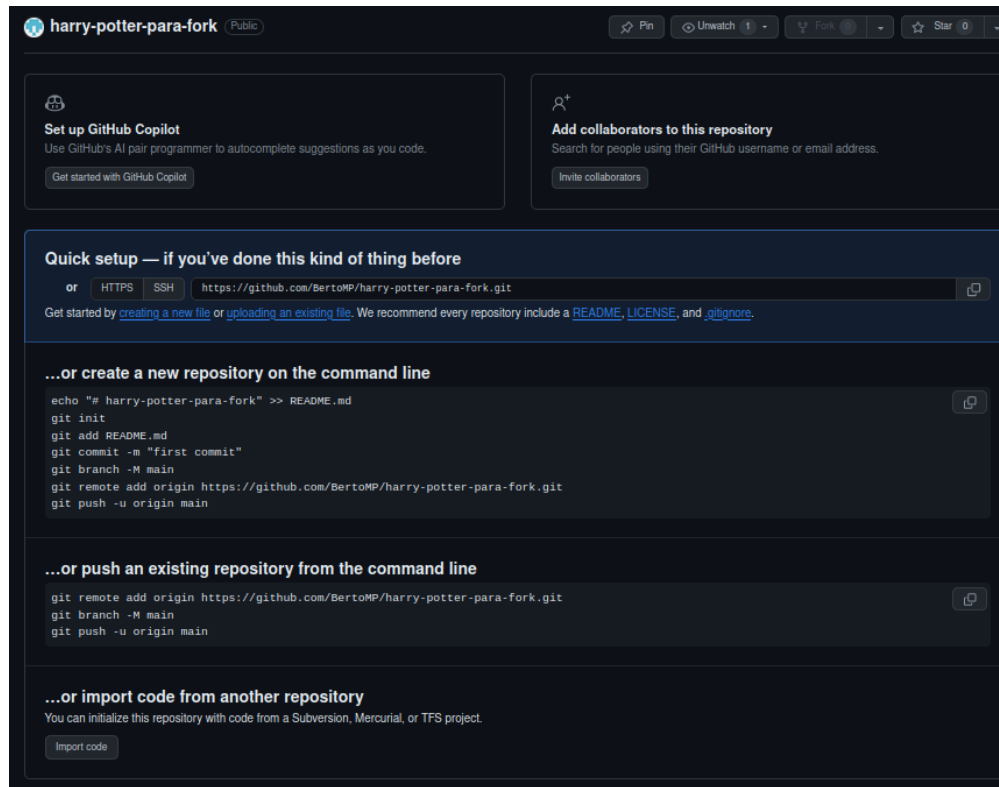 harry-potter-para-fork Public Pin Unwatch 1 Fork 0 Star 0
Set up GitHub Copilot
Use GitHub's AI pair programmer to autocomplete suggestions as you code.
Get started with GitHub Copilot
Add collaborators to this repository
Search for people using their GitHub username or email address.
Invite collaborators
Quick setup — if you've done this kind of thing before
or HTTPS SSH https://github.com/BertoMP/harry-potter-para-fork.git
Get started by creating a new file or uploading an existing file. We recommend every repository include a README, LICENSE, and .gitignore.
…or create a new repository on the command line
echo "# harry-potter-para-fork" >> README.md
git init
git add README.md
git commit -m "first commit"
git branch -M main
git remote add origin https://github.com/BertoMP/harry-potter-para-fork.git
git push -u origin main
…or push an existing repository from the command line
git remote add origin https://github.com/BertoMP/harry-potter-para-fork.git
git branch -M main
git push -u origin main
…or import code from another repository
You can initialize this repository with code from a Subversion, Mercurial, or TFS project.
Import code